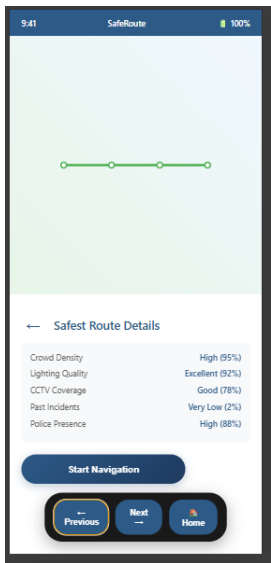 9:41 SafeRoute 100%
← Safest Route Details
Crowd Density High (95%)
Lighting Quality Excellent (92%)
CCTV Coverage Good (78%)
Past Incidents Very Low (2%)
Police Presence High (88%)
Start Navigation
← Previous
Next →
Home